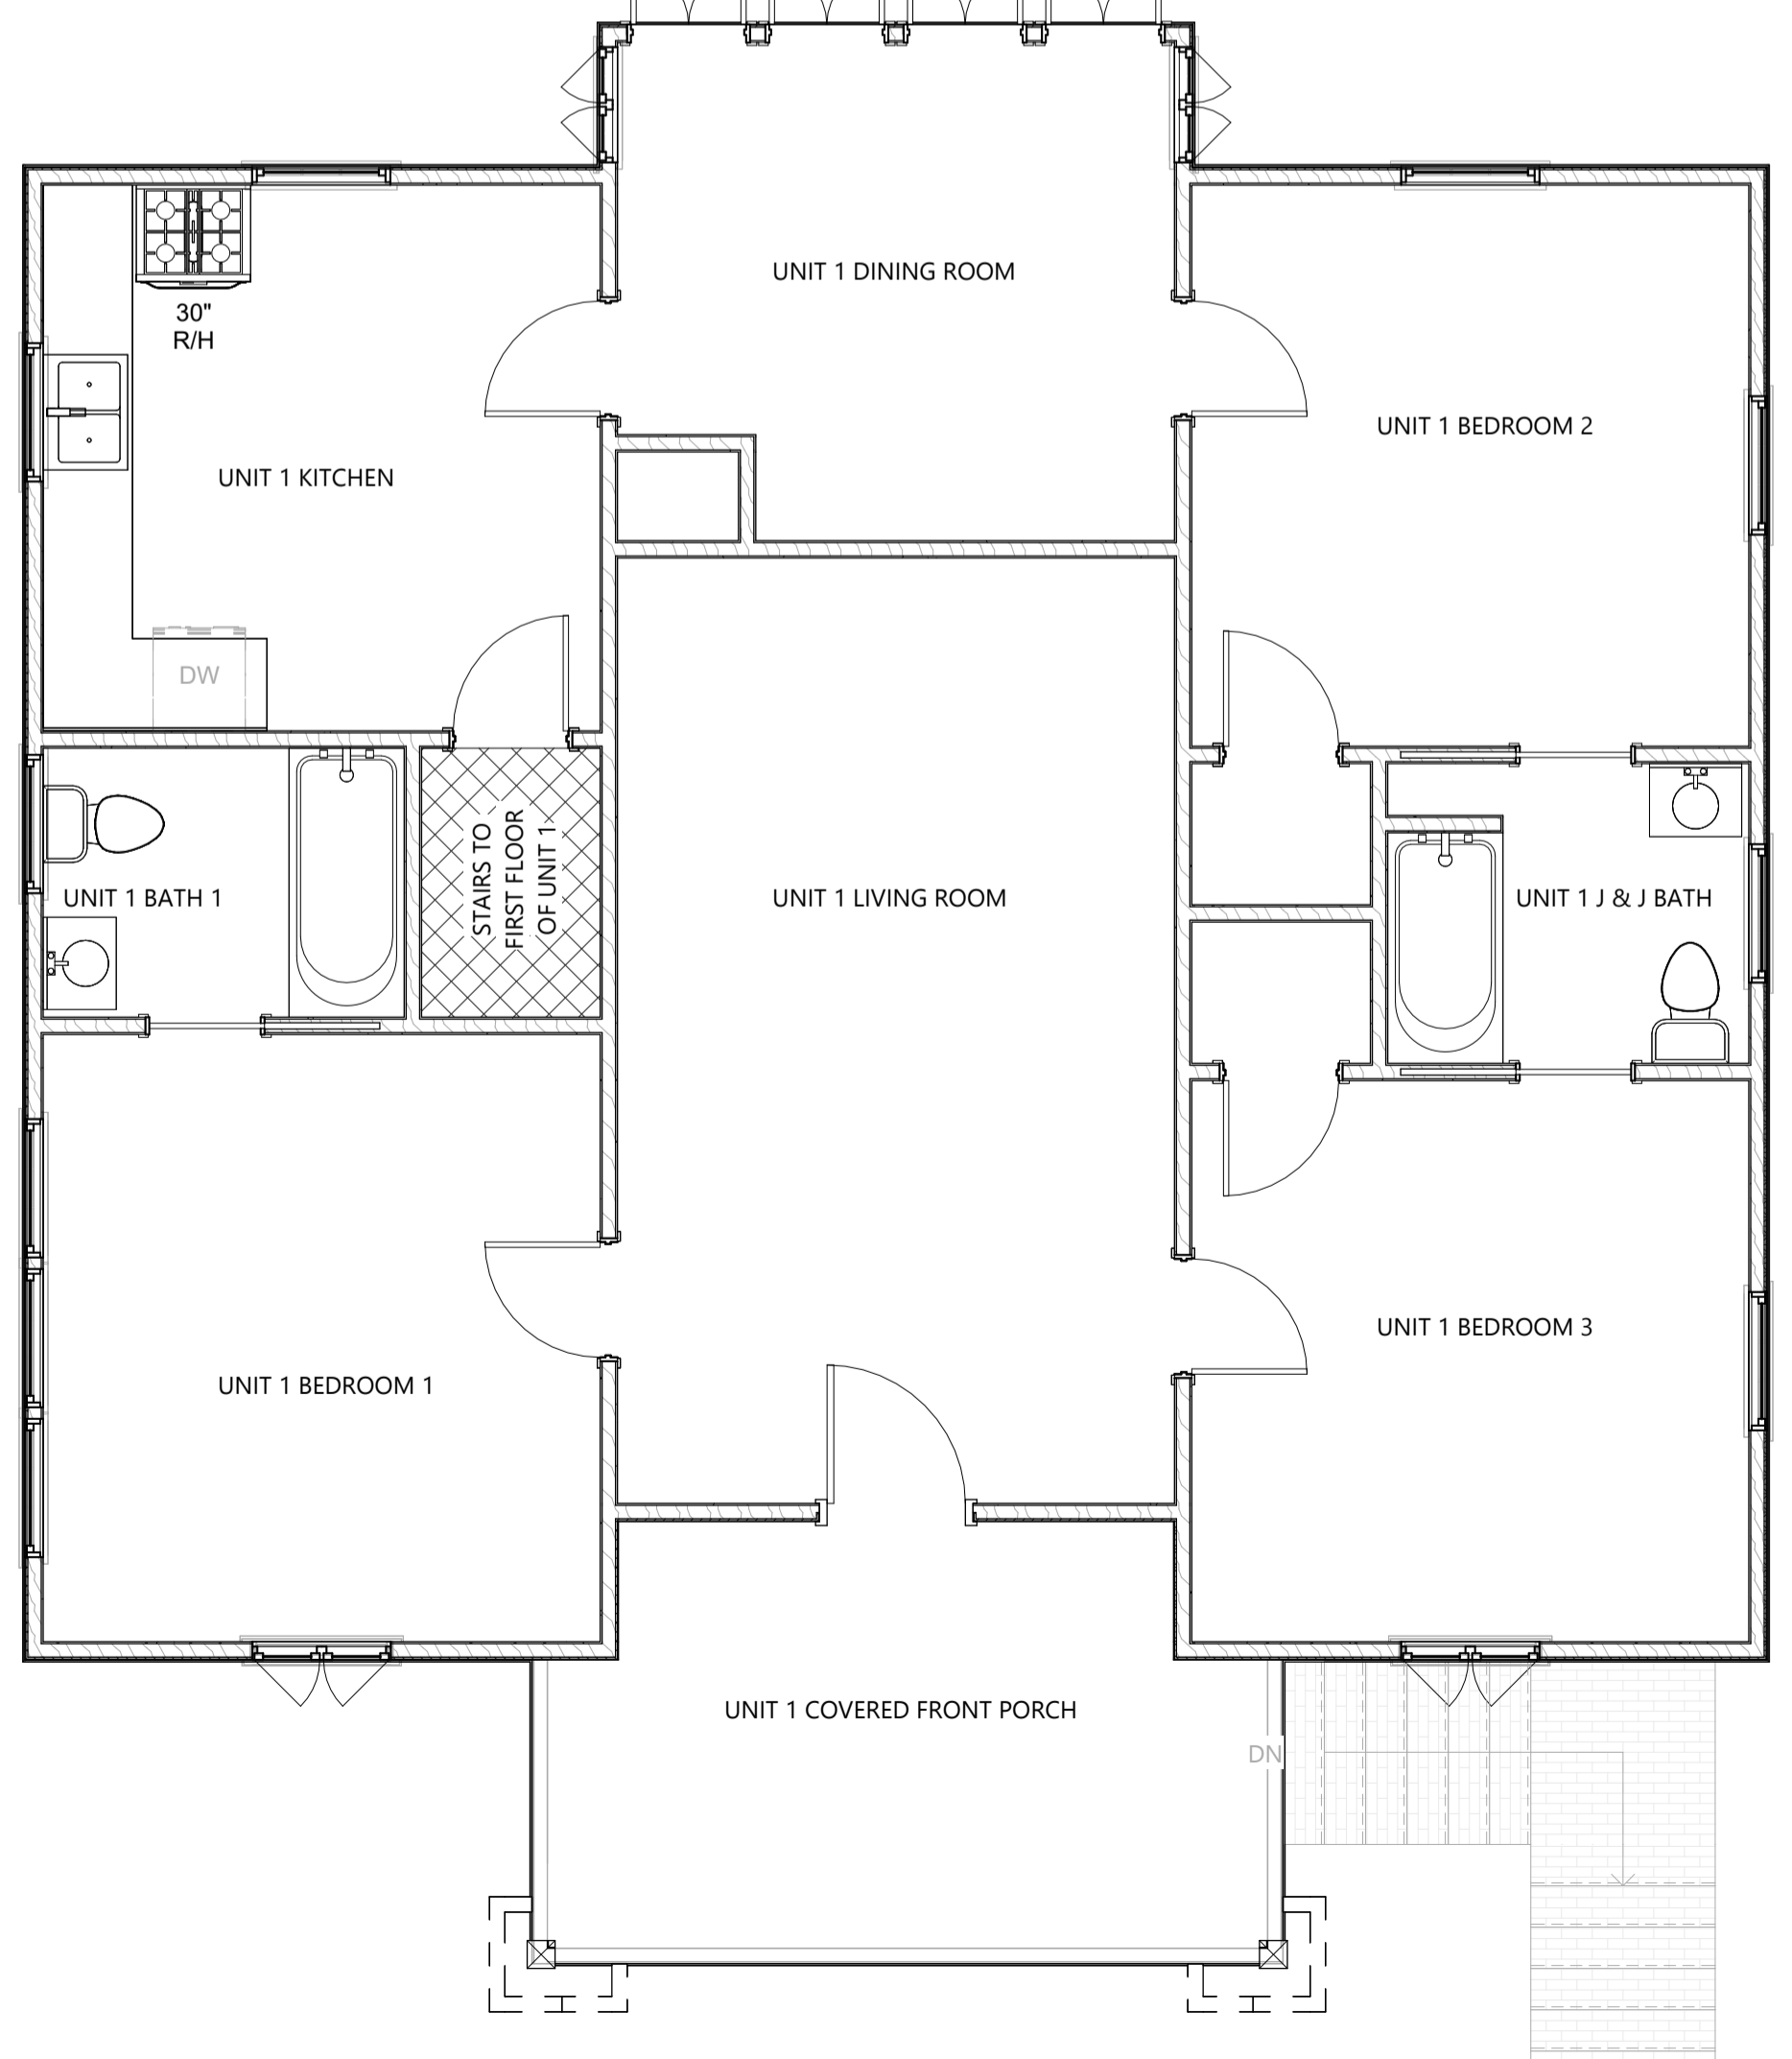 UNIT 1 DINING ROOM
30"
R/H
UNIT 1 BEDROOM 2
UNIT 1 KITCHEN
DW
STAIRS TO
FIRST FLOOR
OF UNIT 1
UNIT 1 BATH 1
UNIT 1 LIVING ROOM
UNIT 1 J & J BATH
UNIT 1 BEDROOM 3
UNIT 1 BEDROOM 1
UNIT 1 COVERED FRONT PORCH
DN